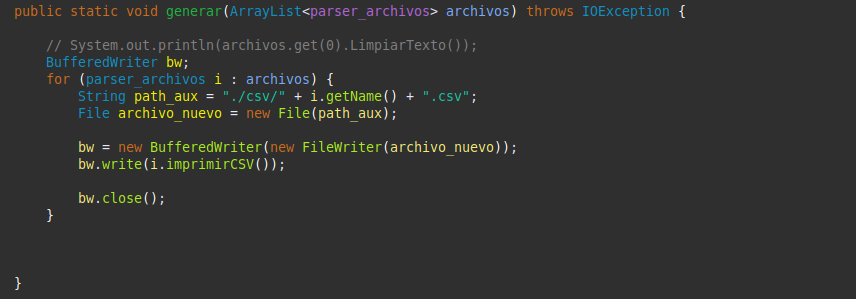 public static void generar(ArrayList<parser_archivos> archivos) throws IOException {
// System.out.println(archivos.get(0).LimpiarTexto());
BufferedWriter bw;
for (parser_archivos i : archivos) {
String path_aux = "./csv/" + i.getName() + ".csv";
File archivo_nuevo = new File(path_aux);
bw = new BufferedWriter(new FileWriter(archivo_nuevo));
bw.write(i.imprimirCSV());
bw.close();
}
}